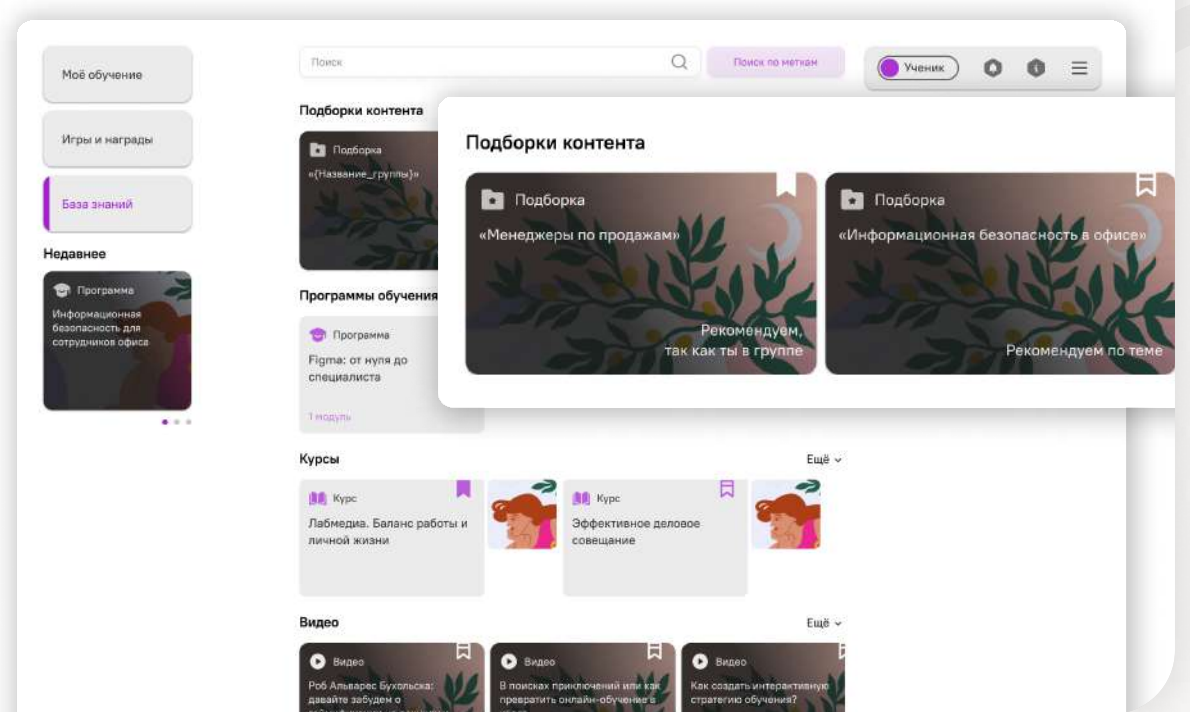 Моё обучение
Игры и награды
База знаний
Недавнее
Программа
Информационная
безопасность для
сотрудников офиса
Поиск
Поиск по меткам
Ученик
Подборки контента
Подборка
«{Название_группы}»
Подборки контента
Подборка
«Менеджеры по продажам»
Рекомендуем,
так как ты в группе
Подборка
«Информационная безопасность в офисе»
Рекомендуем по теме
Программы обучения
Программа
Figma: от нуля до
специалиста
1 модуль
Курсы
Ещё
Курс
Лабмедиа. Баланс работы и
личной жизни
Курс
Эффективное деловое
совещание
Видео
Ещё
Видео
Роб Альварес Бухольска:
давайте забудем о
Видео
В поисках приключений или как
превратить онлайн-обучение в
Видео
Как создать интерактивную
стратегию обучения?